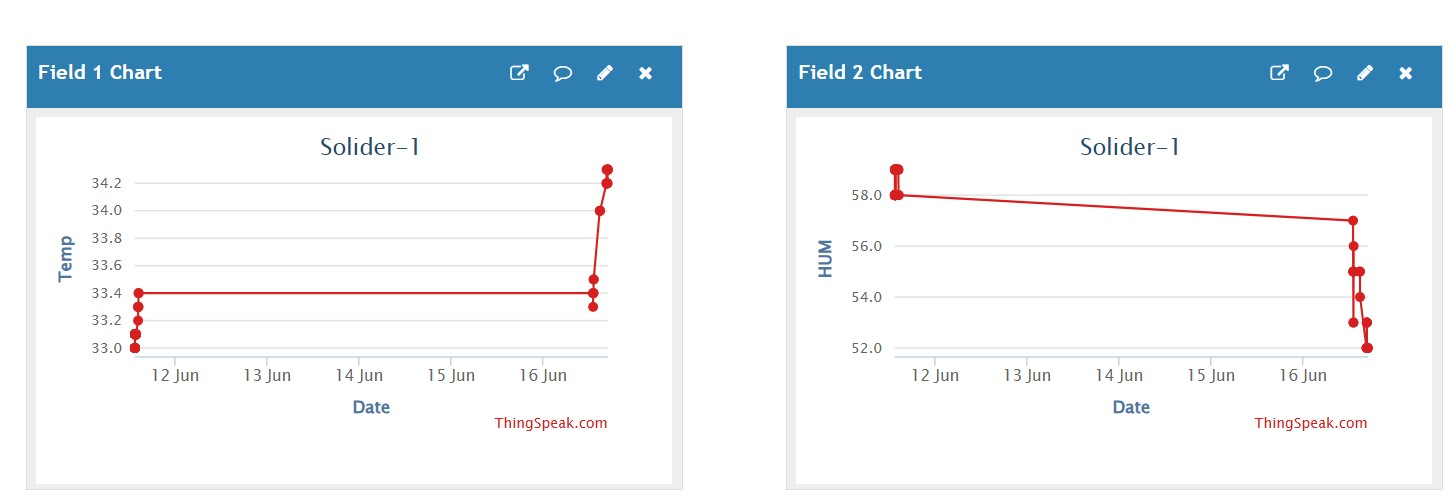 Field 1 Chart
Solider-1
34.2
34.0
33.8
33.6
33.4
33.2
33.0
Temp
12 Jun 13 Jun 14 Jun 15 Jun 16 Jun
Date
ThingSpeak.com
Field 2 Chart
Solider-1
58.0
56.0
54.0
52.0
HUM
12 Jun 13 Jun 14 Jun 15 Jun 16 Jun
Date
ThingSpeak.com